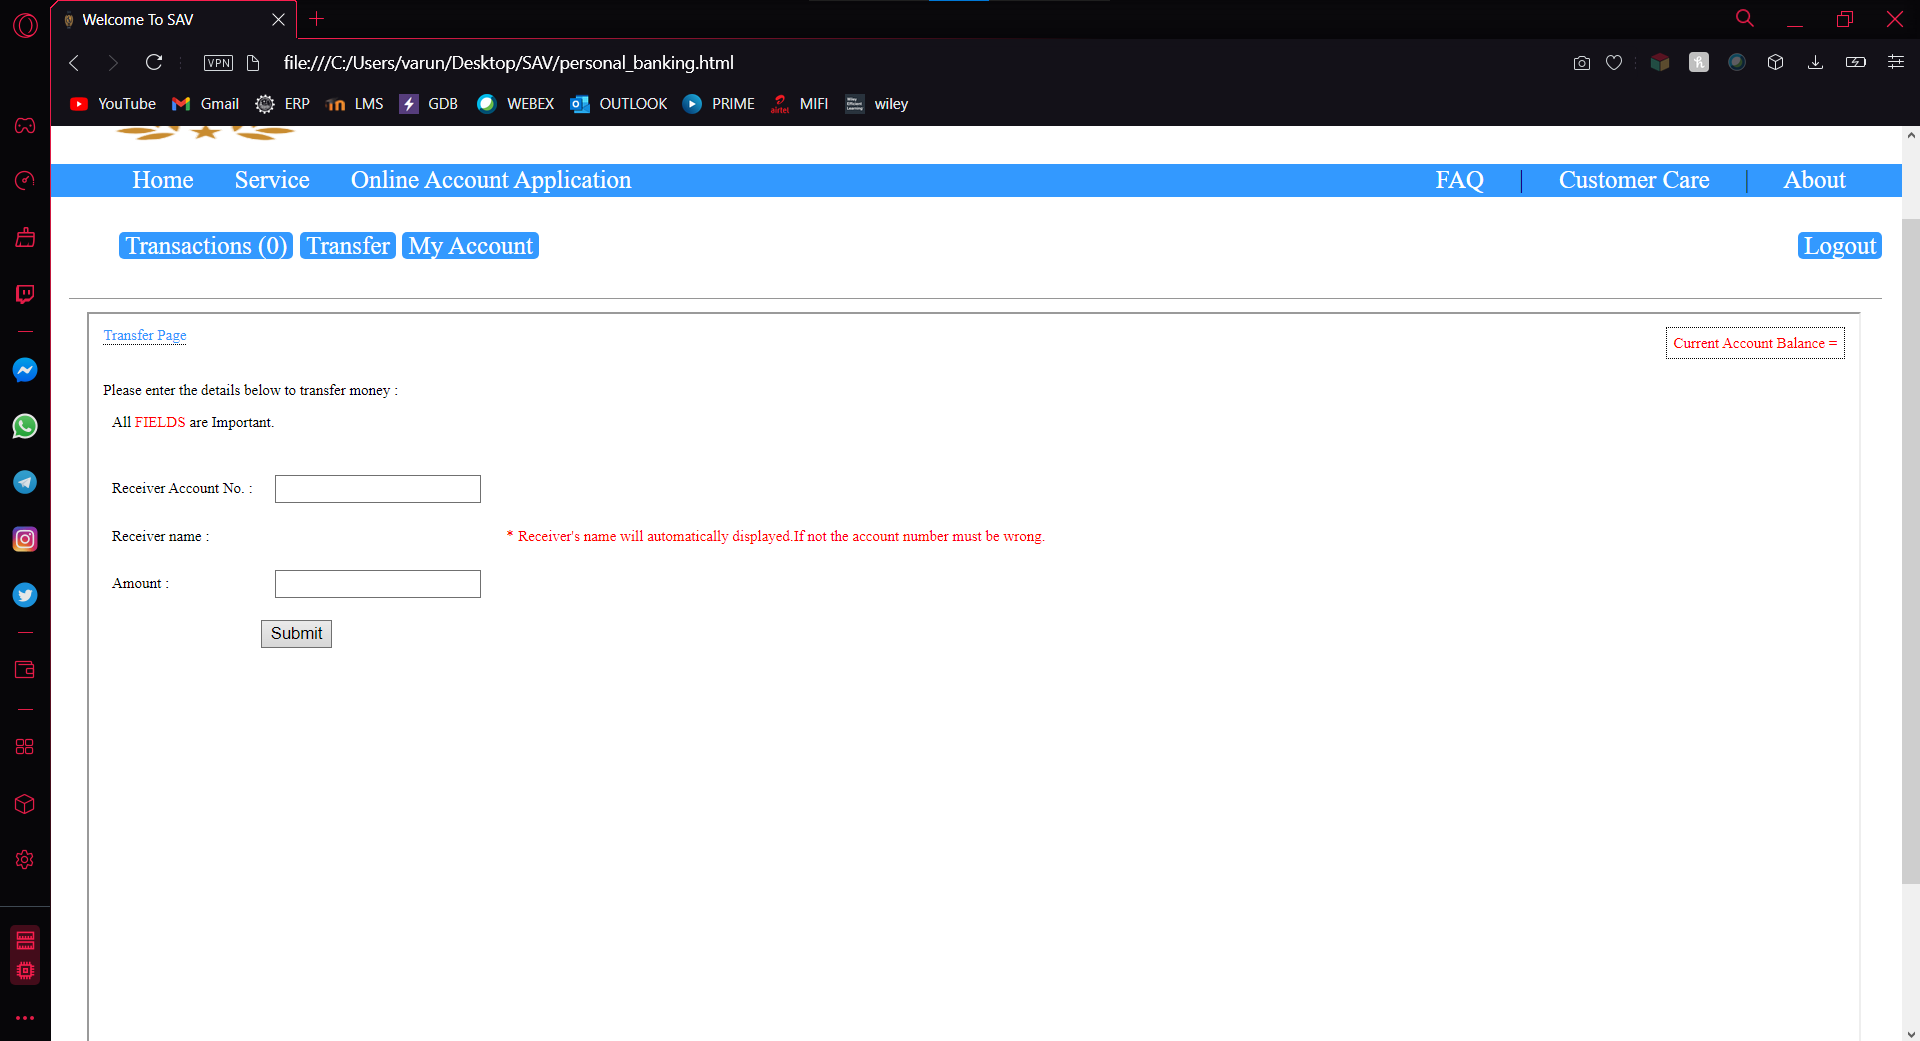 Welcome To SAV
VPN file:///C:/Users/varun/Desktop/SAV/personal_banking.html
YouTube Gmail ERP LMS GDB WEBEX OUTLOOK PRIME airtel MIFI wiley
Home Service Online Account Application FAQ | Customer Care | About
Transactions (0) Transfer My Account Logout
Transfer Page
Current Account Balance =
Please enter the details below to transfer money :
All FIELDS are Important.
Receiver Account No. :
Receiver name : * Receiver's name will automatically displayed.If not the account number must be wrong.
Amount :
Submit